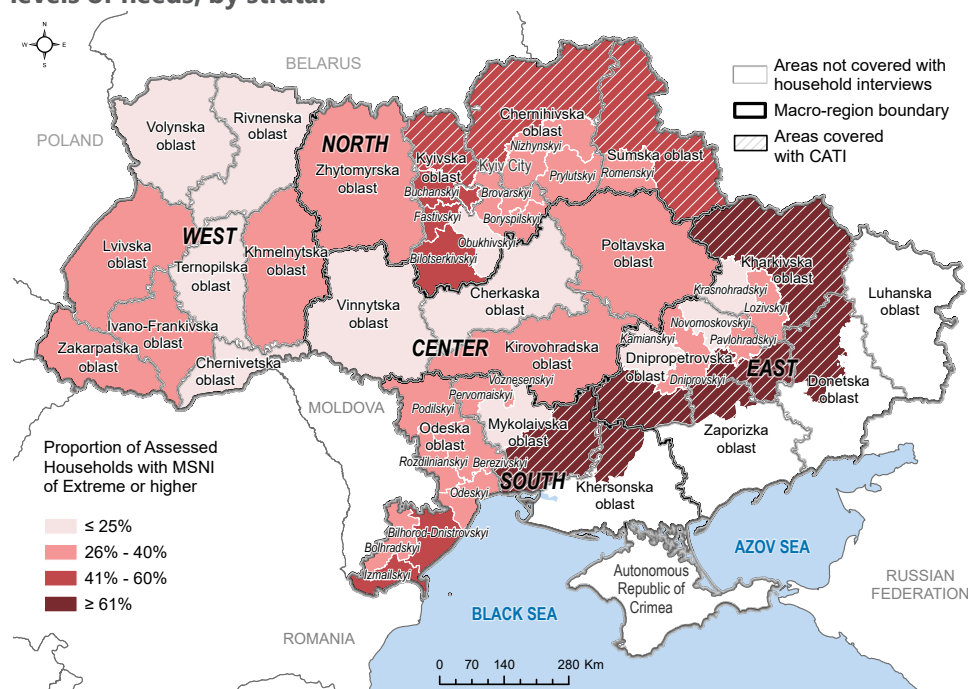 levels of needs, by strata.
N
W
E
S
BELARUS
POLAND
Areas not covered with
household interviews
Macro-region boundary
Areas covered
with CATI
Volynska
oblast
Rivnenska
oblast
NORTH
Zhytomyrska
oblast
Kyivska
oblast
Kyiv City
Chernihivska
oblast
Nizhynskyi
Prylutskyi
Sumska oblast
Romenskyi
Buchanskyi
Brovarskyi
Fastivskyi
Boryspilskyi
Obukhivskyi
Bilotserkivskyi
Lvivska
oblast
WEST
Ternopilska
oblast
Khmelnytska
oblast
Vinnytska
oblast
Cherkaska
oblast
Poltavska
oblast
Kharkivska
oblast
Krasnohradskyi
Lozivskyi
Luhanska
oblast
Zakarpatska
oblast
Ivano-Frankivska
oblast
Chernivetska
oblast
CENTER
Kirovohradska
oblast
Novomoskovskyi
Kamianskyi
Pavlohradskyi
Dnipropetrovska
oblast
Dniprovskyi
EAST
Donetska
oblast
MOLDOVA
Voznesenskyi
Pervomaiskyi
Podilskyi
Odeska
oblast
Mykolaivska
oblast
Zaporizka
oblast
Rozdilnianskyi
Berezivskyi
Odeskyi
SOUTH
Khersonska
oblast
Bilhorod-Dnistrovskyi
Bolhradskyi
Izmailskyi
Proportion of Assessed
Households with MSNI
of Extreme or higher
≤ 25%
26% - 40%
41% - 60%
≥ 61%
AZOV SEA
Autonomous
Republic of
Crimea
RUSSIAN
FEDERATION
BLACK SEA
ROMANIA
0 70 140 280 Km